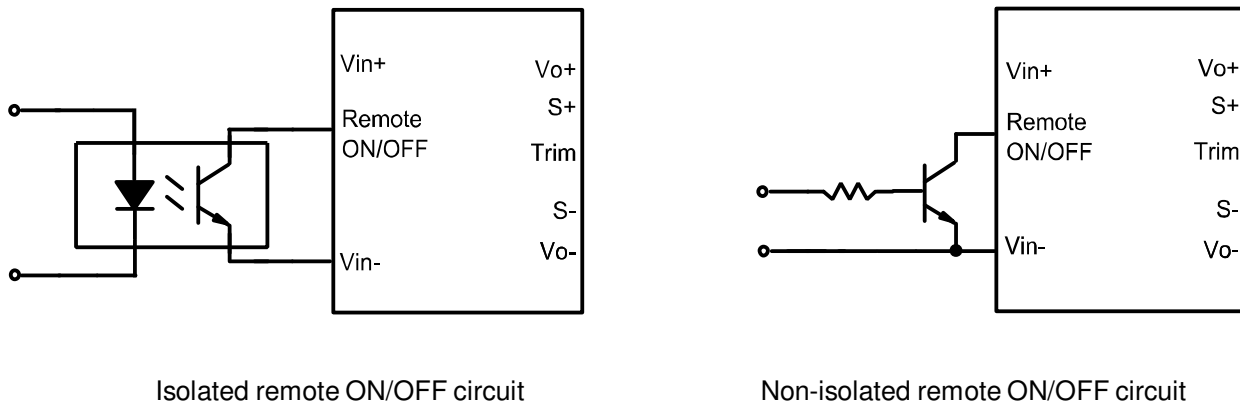 Vin+
Vo+
S+
Remote
ON/OFF
Trim
S-
Vin-
Vo-
Vin+
Vo+
S+
Remote
ON/OFF
Trim
S-
Vin-
Vo-
Isolated remote ON/OFF circuit
Non-isolated remote ON/OFF circuit